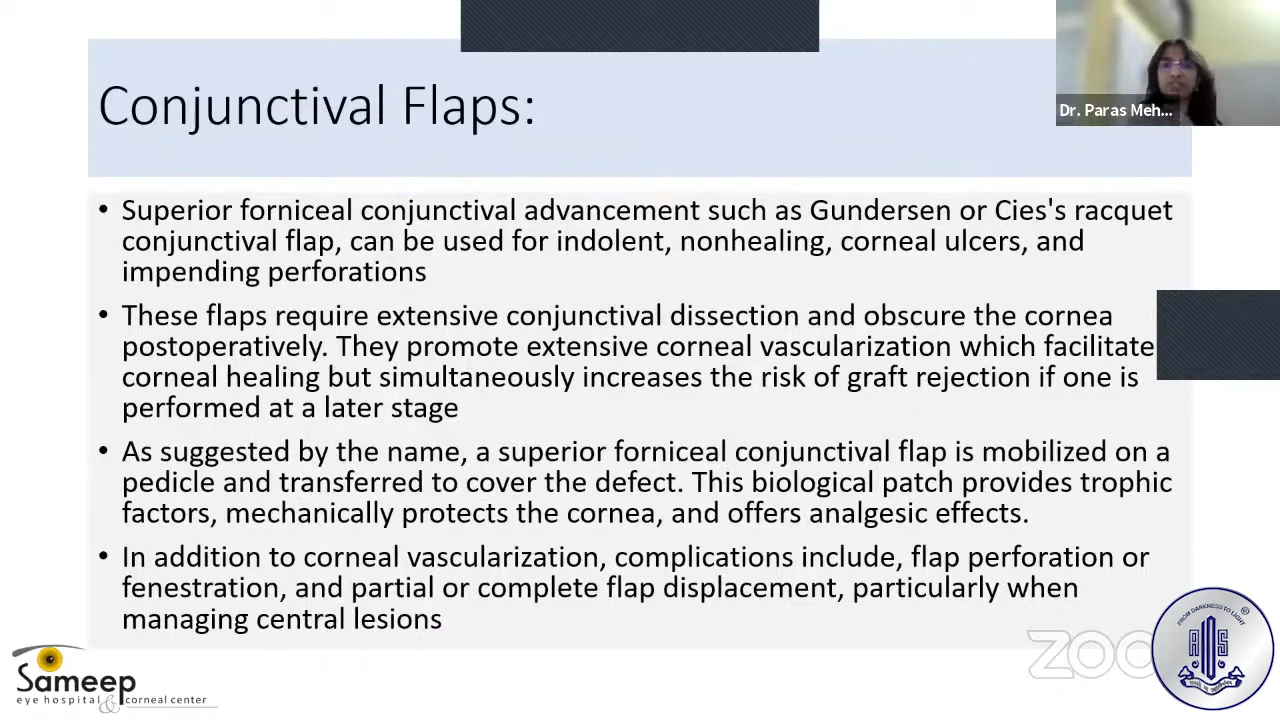 Conjunctival Flaps:
Dr. Paras Meh...
• Superior forniceal conjunctival advancement such as Gundersen or Cies's racquet
conjunctival flap, can be used for indolent, nonhealing, corneal ulcers, and
impending perforations
• These flaps require extensive conjunctival dissection and obscure the cornea
postoperatively. They promote extensive corneal vascularization which facilitate
corneal healing but simultaneously increases the risk of graft rejection if one is
performed at a later stage
• As suggested by the name, a superior forniceal conjunctival flap is mobilized on a
pedicle and transferred to cover the defect. This biological patch provides trophic
factors, mechanically protects the cornea, and offers analgesic effects.
• In addition to corneal vascularization, complications include, flap perforation or
fenestration, and partial or complete flap displacement, particularly when
managing central lesions
Sameep
eye hospital & corneal center
zoo
FROM DARKNESS TO LIGHT
®
AIOS